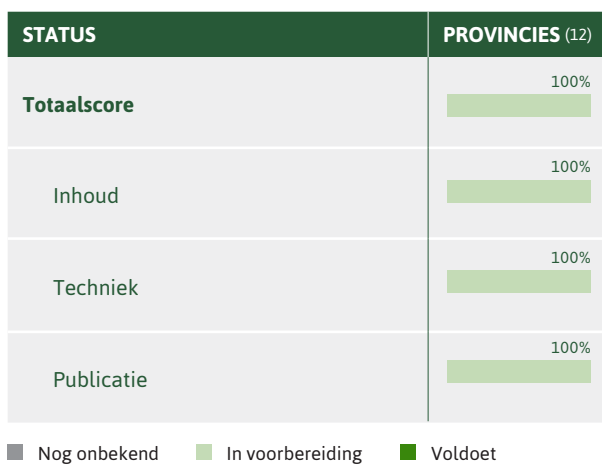 STATUS PROVINCIES (12)
100%
Totaalscore
100%
Inhoud
100%
Techniek
100%
Publicatie
Nog onbekend In voorbereiding Voldoet